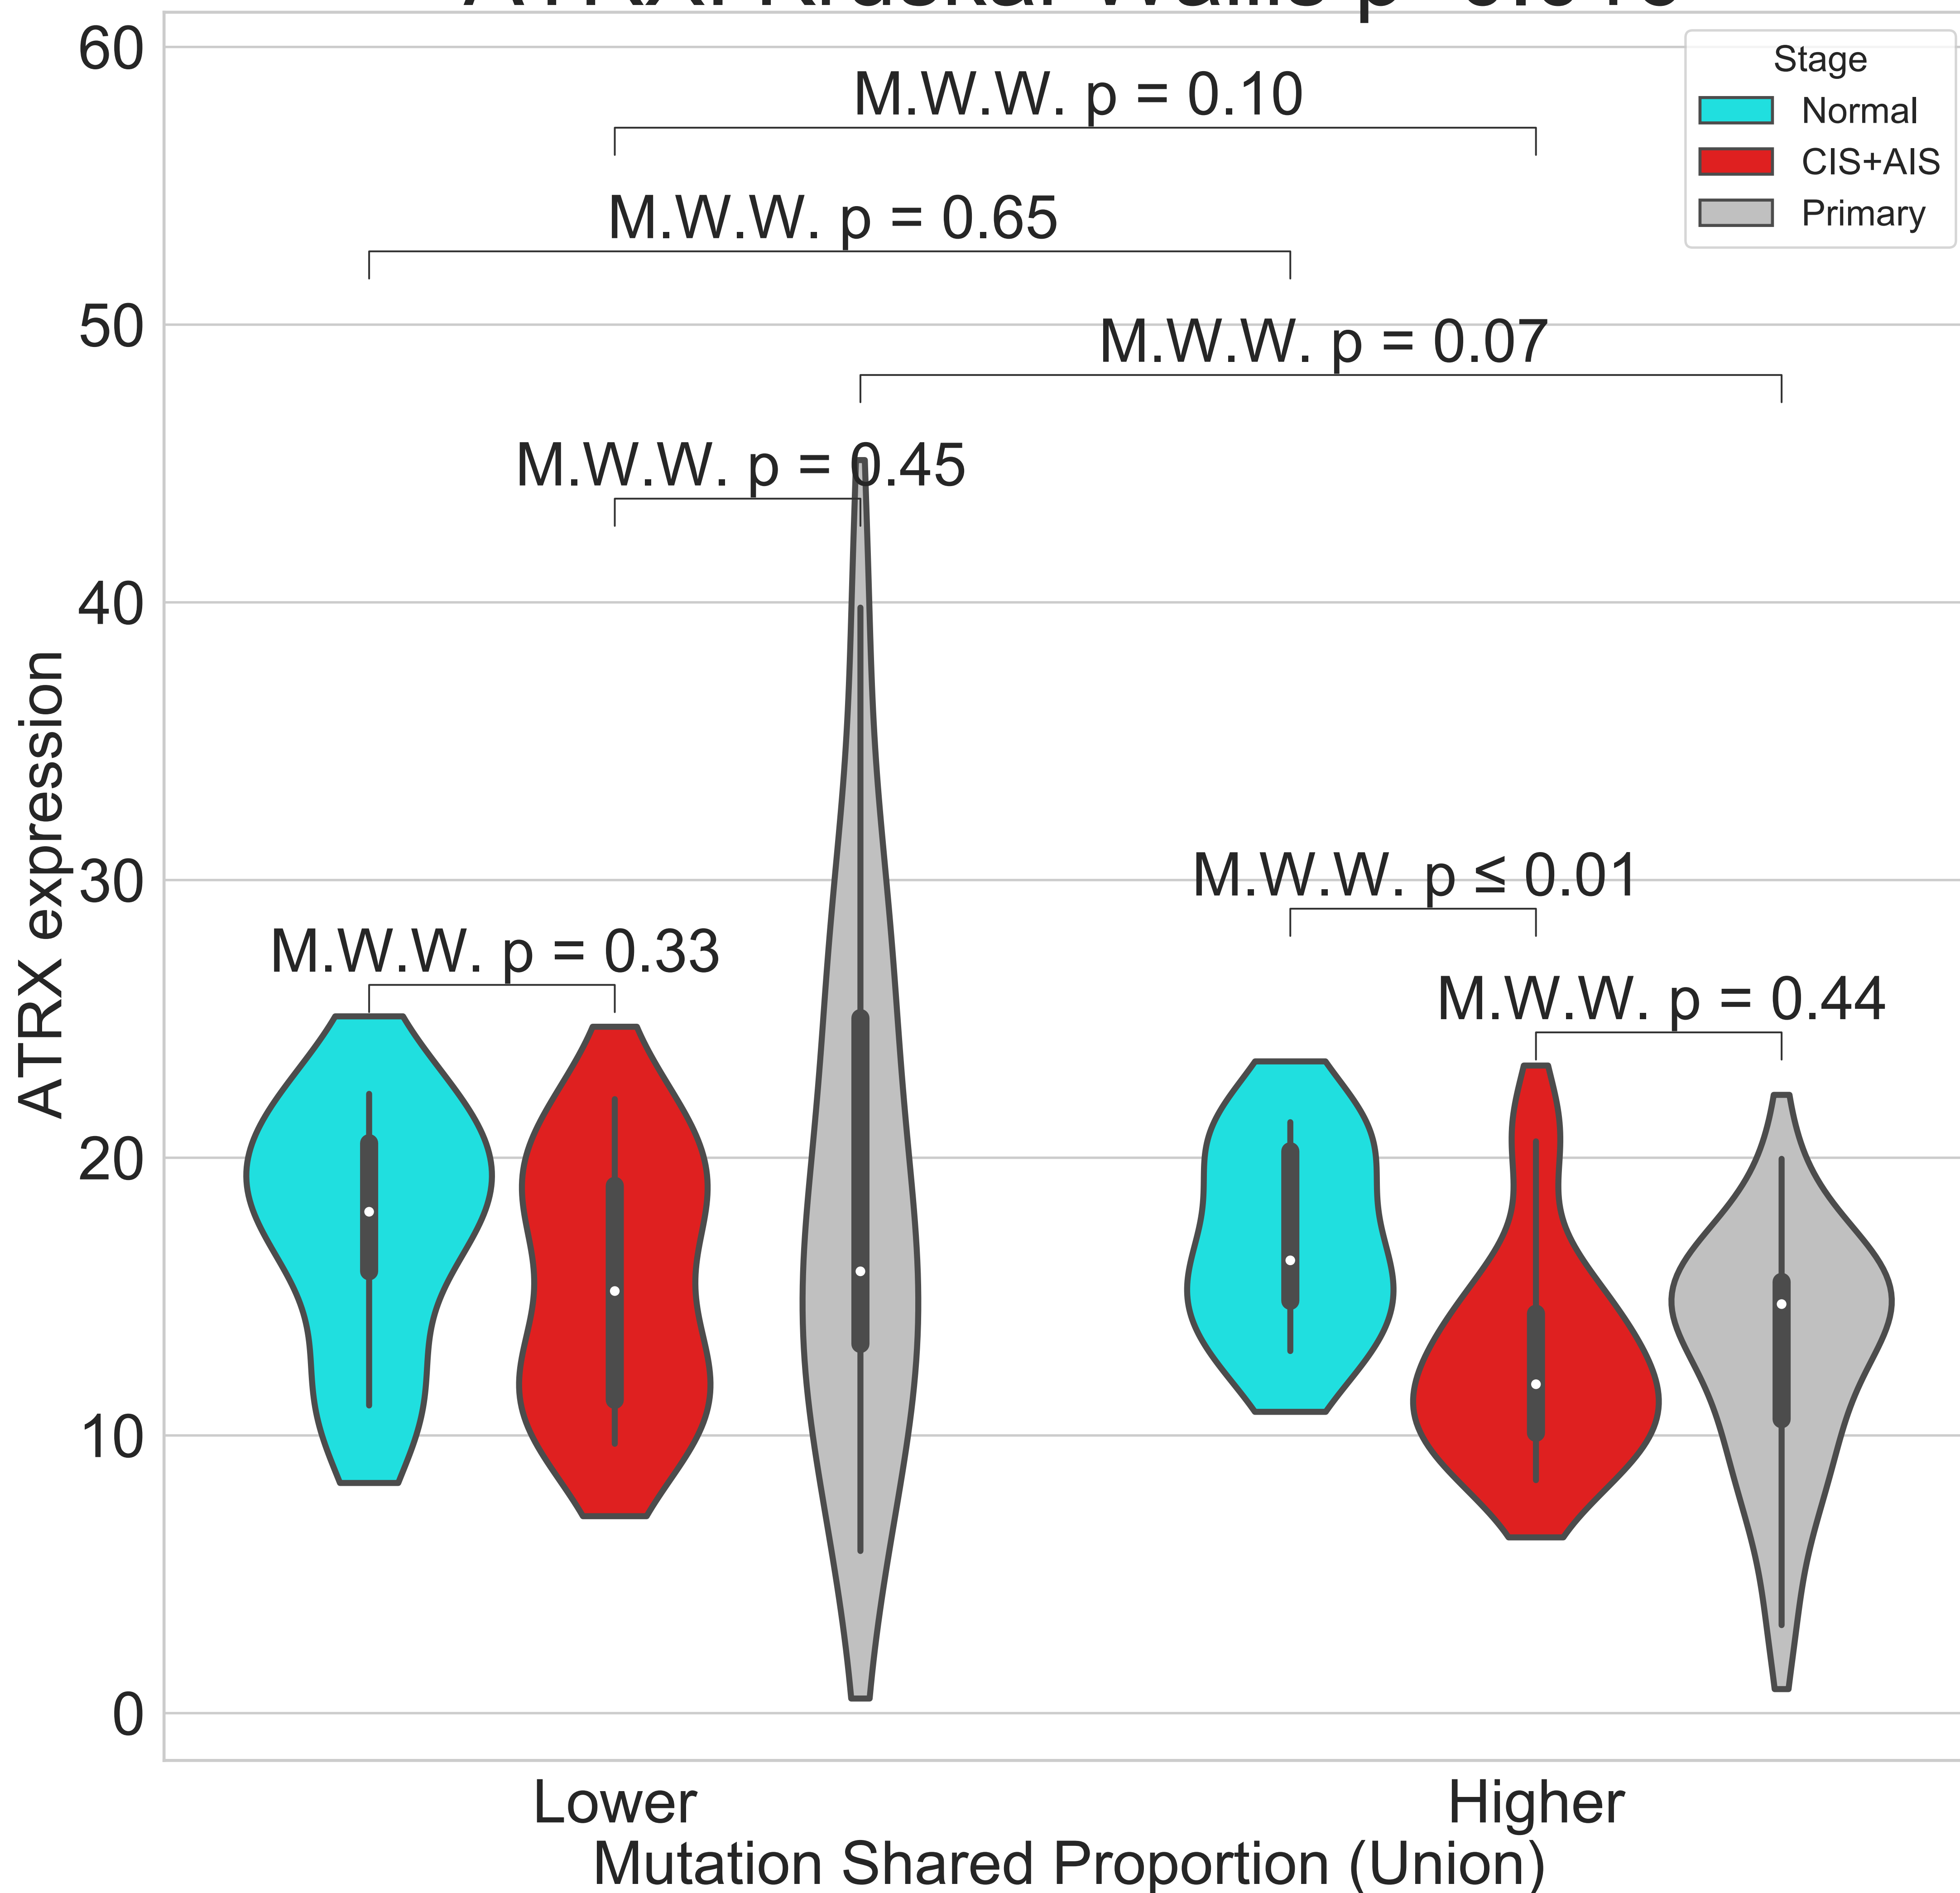 60
50
40
30
20
10
0
ATRX expression
Stage
Normal
CIS+AIS
Primary
M.W.W. p = 0.10
M.W.W. p = 0.65
M.W.W. p = 0.07
M.W.W. p = 0.45
M.W.W. p ≤ 0.01
M.W.W. p = 0.33
M.W.W. p = 0.44
Lower
Higher
Mutation Shared Proportion (Union)